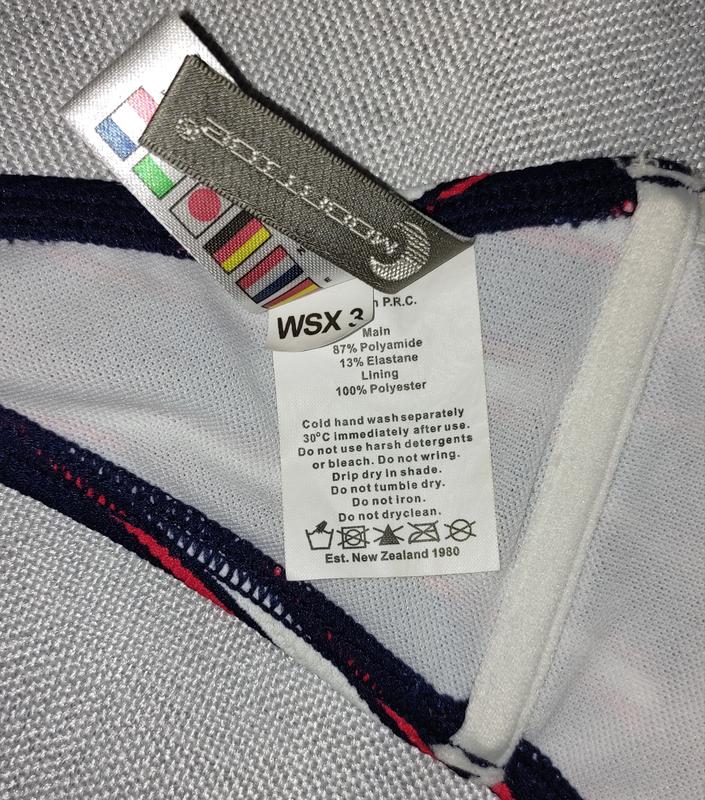 MOONTIDE
WSX 3
n P.R.C.
Main
87% Polyamide
13% Elastane
Lining
100% Polyester
Cold hand wash separately
30°C immediately after use.
Do not use harsh detergents
or bleach. Do not wring.
Drip dry in shade.
Do not tumble dry.
Do not iron.
Do not dryclean.
Est. New Zealand 1980